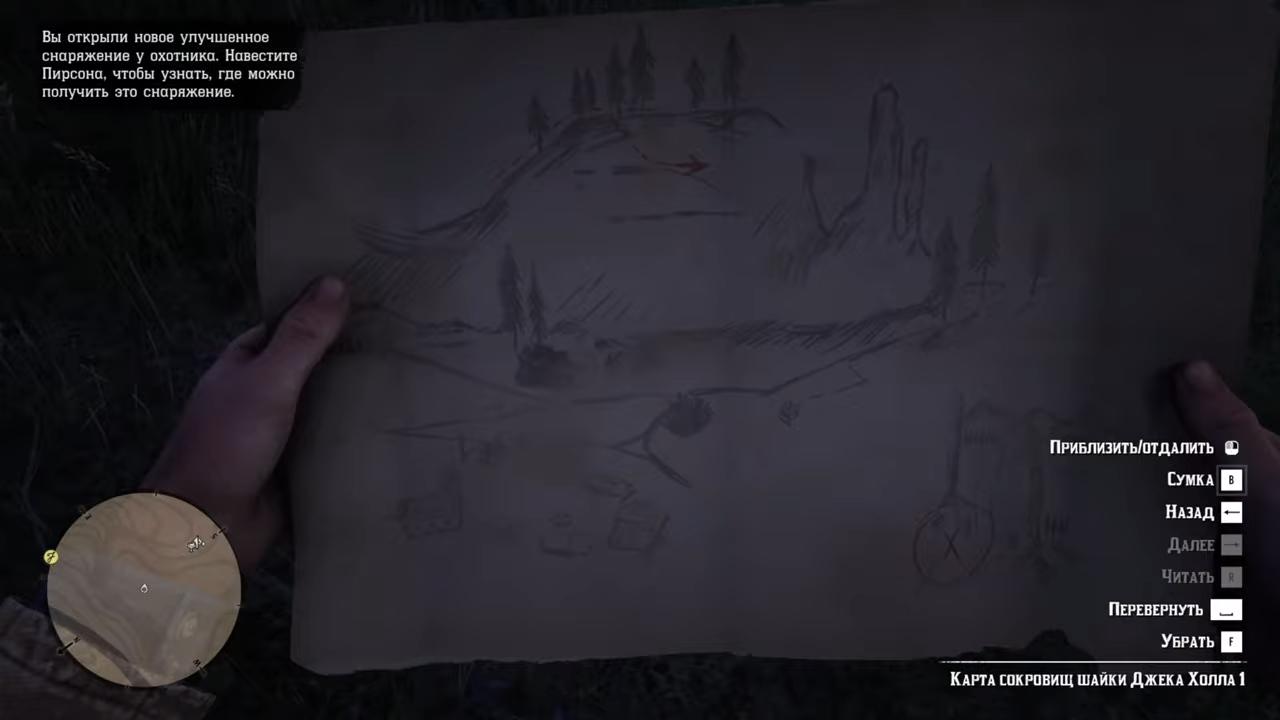 Вы открыли новое улучшенное
снаряжение у охотника. Навестите
Пирсона, чтобы узнать, где можно
получить это снаряжение.
Приблизить/отдалить
Сумка B
Назад ←
Далее →
Читать R
Перевернуть
Убрать F
Карта сокровищ шайки Джека Холла 1